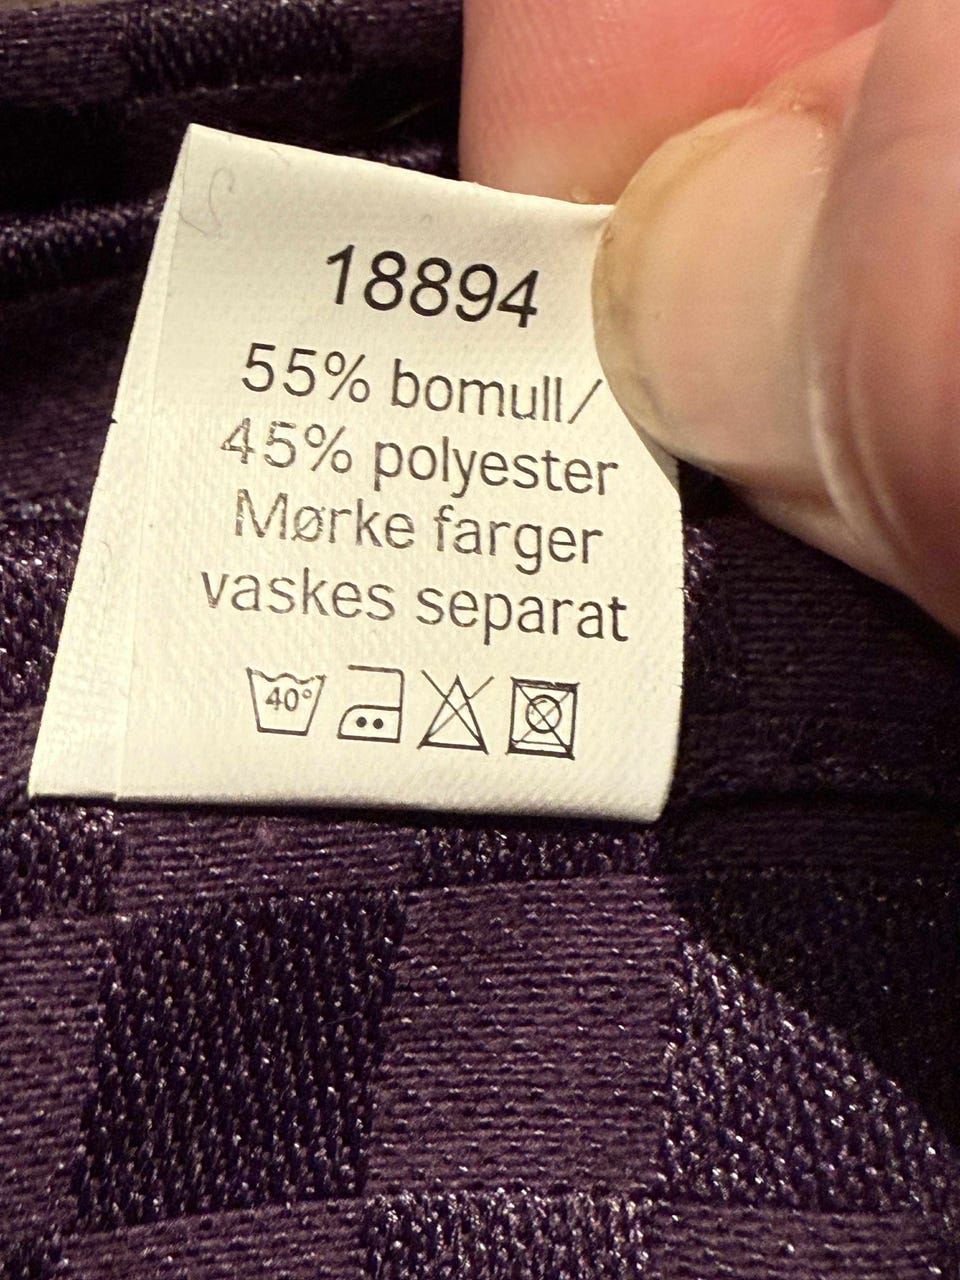 18894
55% bomull/
45% polyester
Mørke farger
vaskes separat
40°